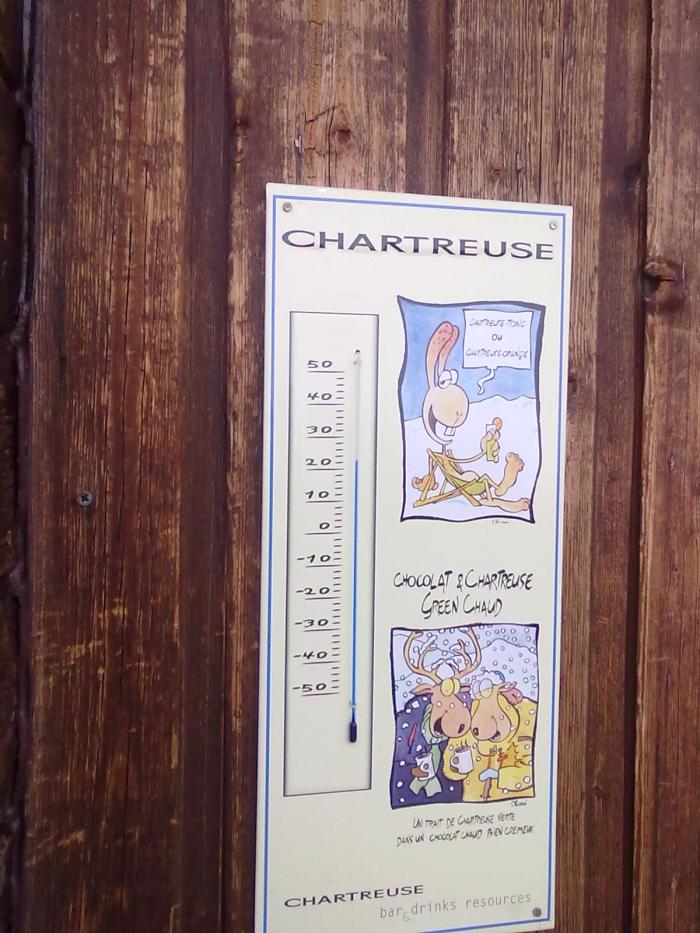 CHARTREUSE
50
40
30
20
10
0
-10
-20
-30
-40
-50
CHARTREUSE-TONIC
OU
CHARTREUSE-ORANGE
CHOCOLAT & CHARTREUSE
GREEN CHAUD
UN TRAIT DE CHARTREUSE VERTE
DANS UN CHOCOLAT CHAUD BIEN CREMEUX
CHARTREUSE
bar&drinks resources